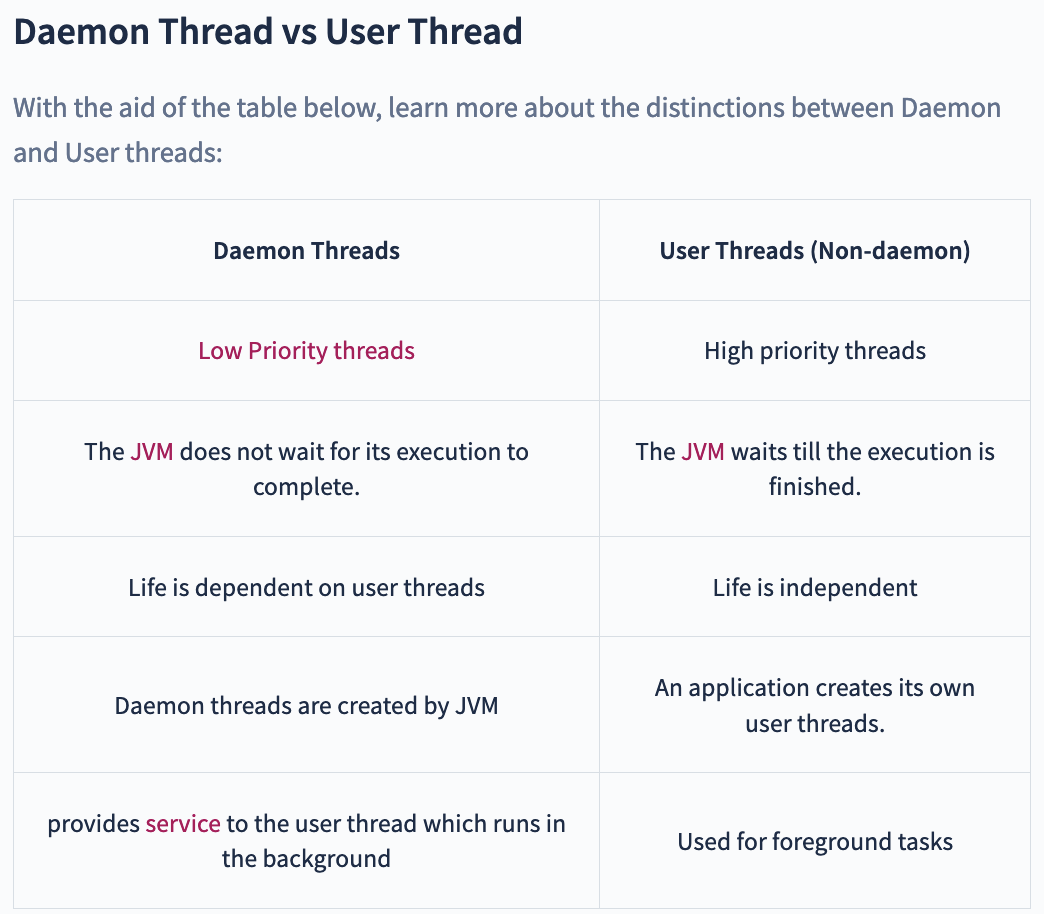 Daemon Thread vs User Thread
With the aid of the table below, learn more about the distinctions between Daemon
and User threads:
Daemon Threads
User Threads (Non-daemon)
Low Priority threads
High priority threads
The JVM does not wait for its execution to
complete.
The JVM waits till the execution is
finished.
Life is dependent on user threads
Life is independent
Daemon threads are created by JVM
An application creates its own
user threads.
provides service to the user thread which runs in
the background
Used for foreground tasks